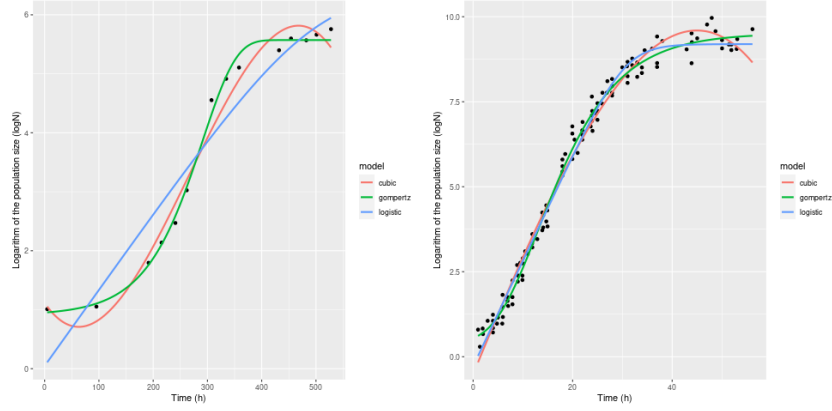 6
4
2
0
Logarithm of the population size (logN)
0 100 200 300 400 500
Time (h)
model
cubic
gompertz
logistic
10.0
7.5
5.0
2.5
0.0
Logarithm of the population size (logN)
0 20 40
Time (h)
model
cubic
gompertz
logistic